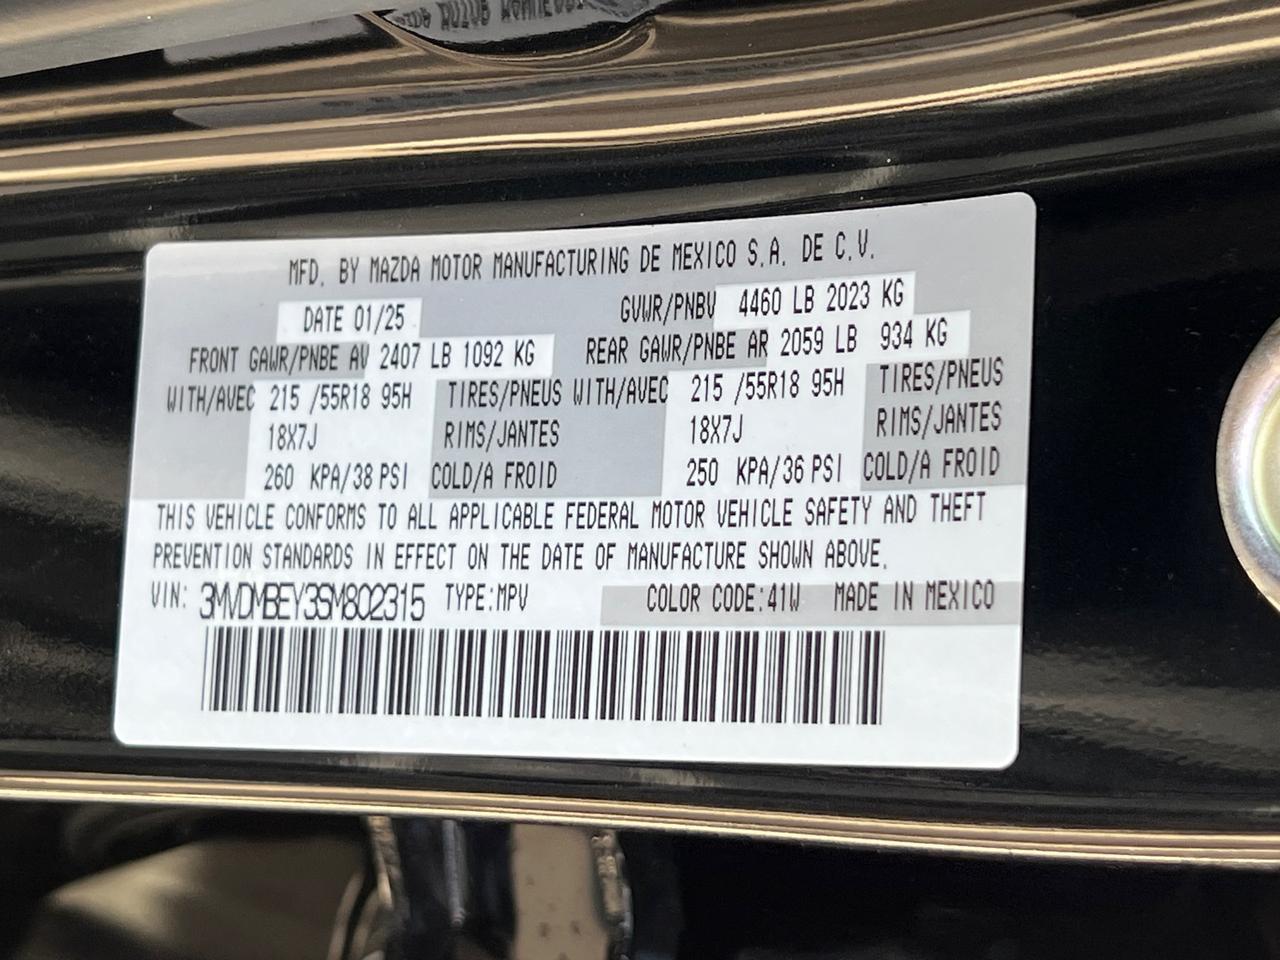 MFD. BY MAZDA MOTOR MANUFACTURING DE MEXICO S.A. DE C.V.
DATE 01/25 GVWR/PNBV 4460 LB 2023 KG
FRONT GAWR/PNBE AV 2407 LB 1092 KG REAR GAWR/PNBE AR 2059 LB 934 KG
WITH/AVEC 215 /55R18 95H TIRES/PNEUS WITH/AVEC 215 /55R18 95H TIRES/PNEUS
18X7J RIMS/JANTES 18X7J RIMS/JANTES
260 KPA/38 PSI COLD/A FROID 250 KPA/36 PSI COLD/A FROID
THIS VEHICLE CONFORMS TO ALL APPLICABLE FEDERAL MOTOR VEHICLE SAFETY AND THEFT
PREVENTION STANDARDS IN EFFECT ON THE DATE OF MANUFACTURE SHOWN ABOVE.
VIN: 3MVDMBEY3SM802315 TYPE:MPV COLOR CODE:41W MADE IN MEXICO